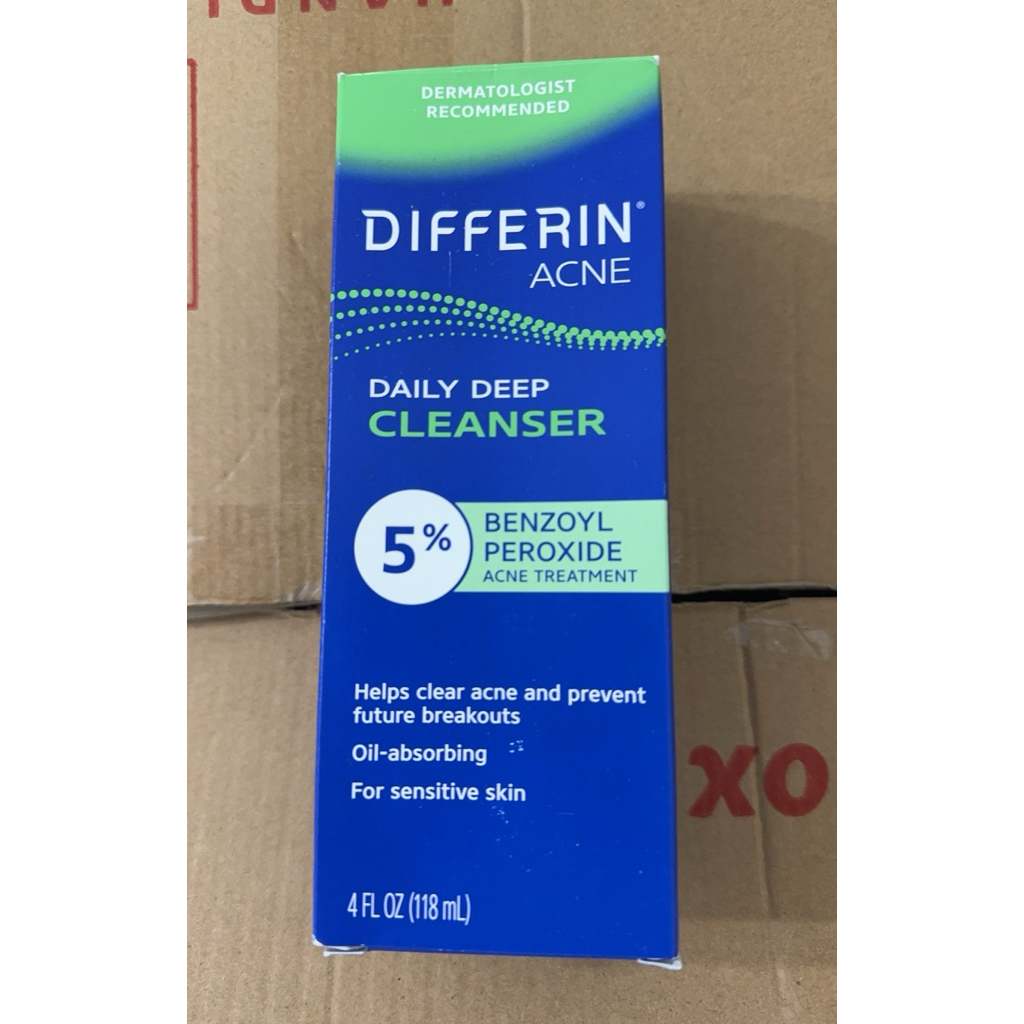 DERMATOLOGIST
RECOMMENDED
DIFFERIN®
ACNE
DAILY DEEP
CLEANSER
5%
BENZOYL
PEROXIDE
ACNE TREATMENT
Helps clear acne and prevent
future breakouts
Oil-absorbing
For sensitive skin
XO
4 FL OZ (118 mL)